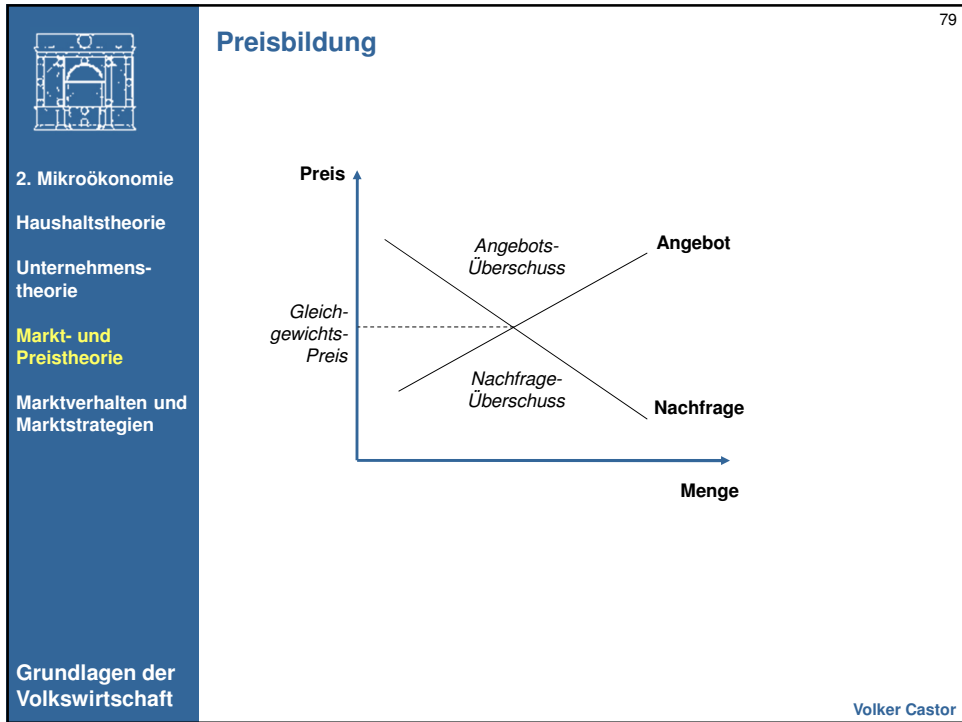 79
Preisbildung
2. Mikroökonomie
Haushaltstheorie
Unternehmens-
theorie
Markt- und
Preistheorie
Marktverhalten und
Marktstrategien
Preis
Angebots-
Überschuss
Angebot
Gleich-
gewichts-
Preis
Nachfrage-
Überschuss
Nachfrage
Menge
Grundlagen der
Volkswirtschaft
Volker Castor